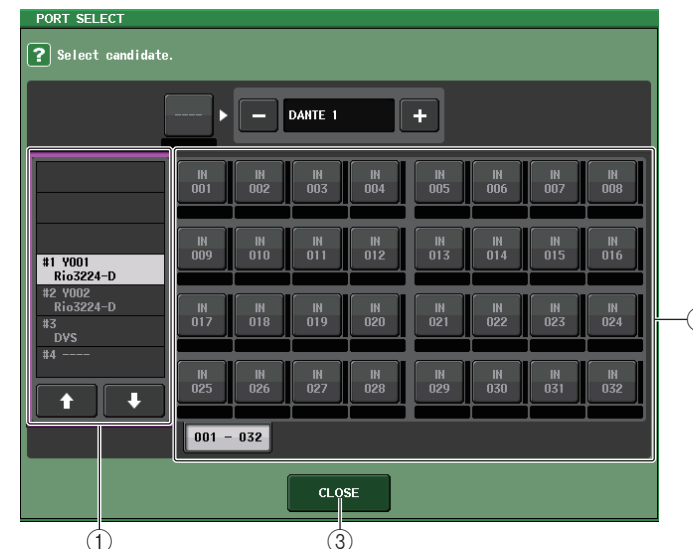 PORT SELECT
? Select candidate.
---- DANTE 1
IN 001 IN 002 IN 003 IN 004 IN 005 IN 006 IN 007 IN 008
IN 009 IN 010 IN 011 IN 012 IN 013 IN 014 IN 015 IN 016
#1 Y001
Rio3224-D
#2 Y002
Rio3224-D
#3
DVS
#4 ----
IN 017 IN 018 IN 019 IN 020 IN 021 IN 022 IN 023 IN 024
IN 025 IN 026 IN 027 IN 028 IN 029 IN 030 IN 031 IN 032
001 - 032
CLOSE
① ③